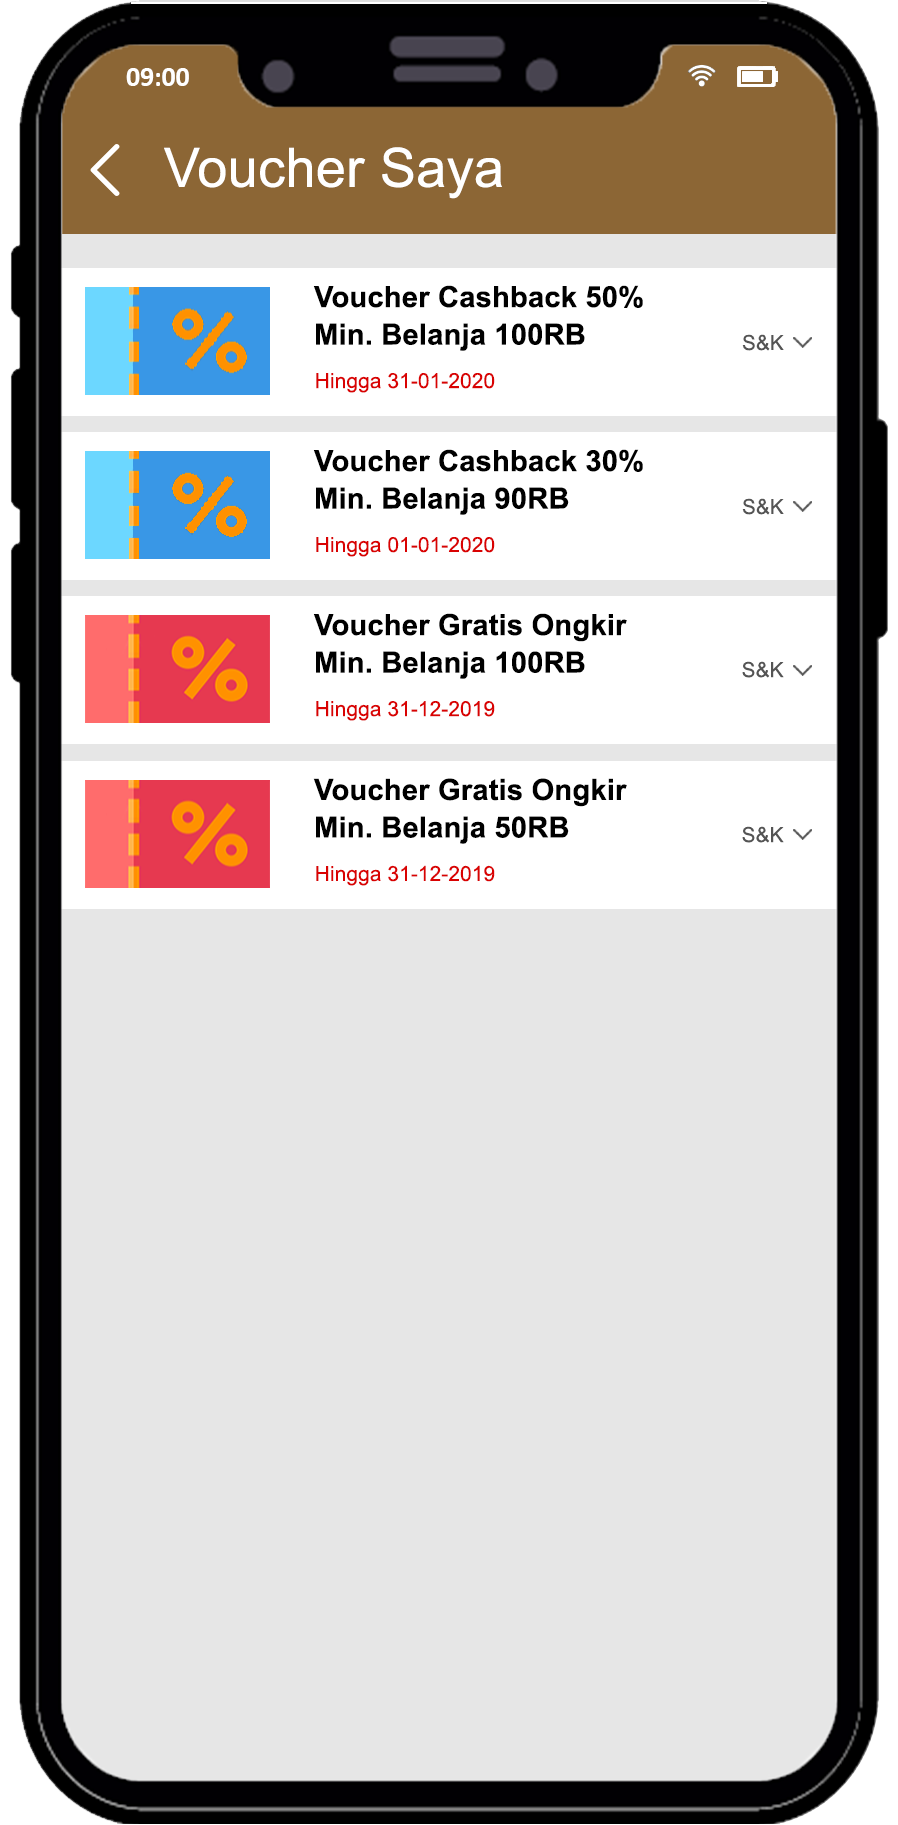 09:00
Voucher Saya
Voucher Cashback 50%
Min. Belanja 100RB
Hingga 31-01-2020
S&K
Voucher Cashback 30%
Min. Belanja 90RB
Hingga 01-01-2020
S&K
Voucher Gratis Ongkir
Min. Belanja 100RB
Hingga 31-12-2019
S&K
Voucher Gratis Ongkir
Min. Belanja 50RB
Hingga 31-12-2019
S&K